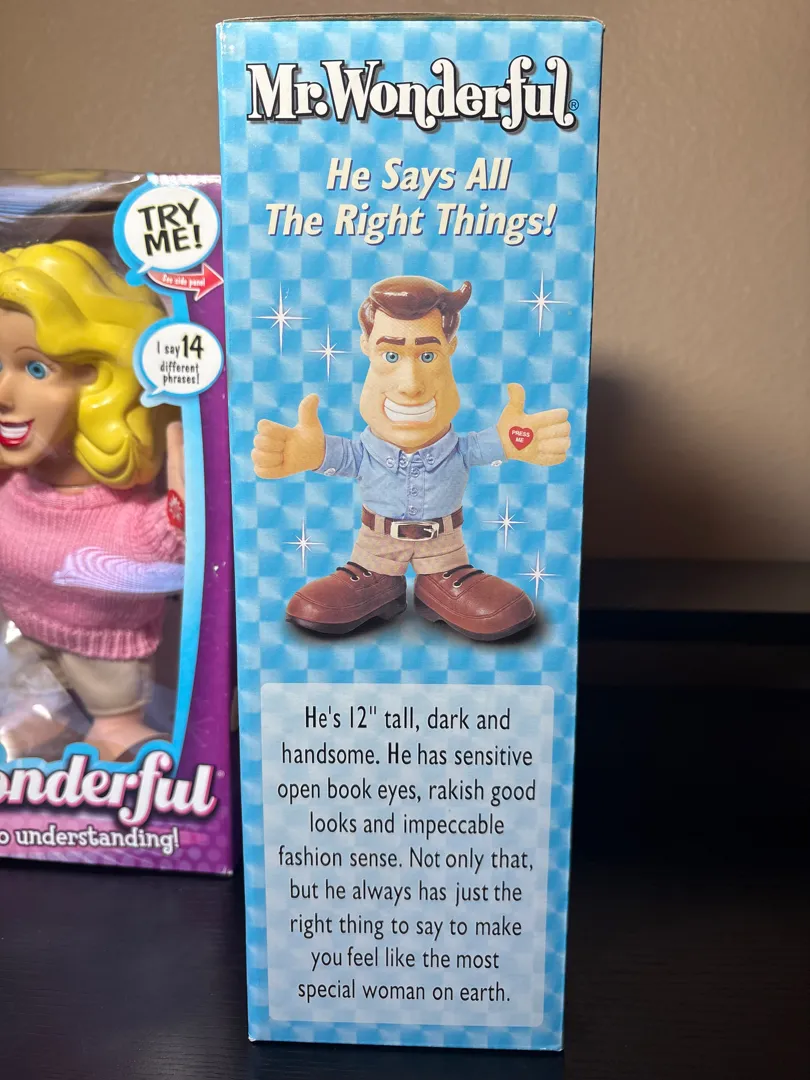 Mr. Wonderful®
He Says All
The Right Things!
PRESS
ME
He's 12" tall, dark and
handsome. He has sensitive
open book eyes, rakish good
looks and impeccable
fashion sense. Not only that,
but he always has just the
right thing to say to make
you feel like the most
special woman on earth.
TRY
ME!
See side panel
I say 14
different
phrases!
onderful
o understanding!